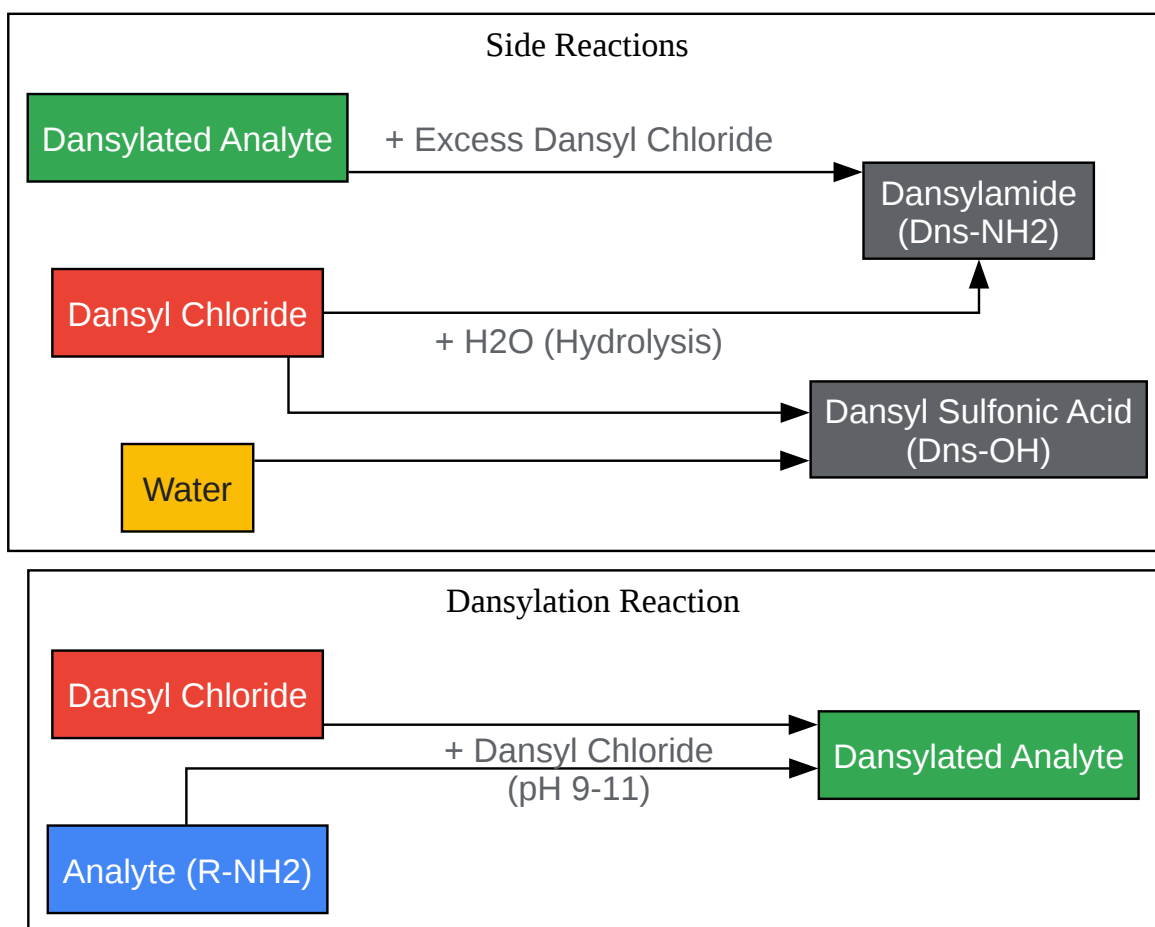 Side Reactions
Dansylated Analyte
+ Excess Dansyl Chloride
Dansylamide
(Dns-NH2)
Dansyl Chloride
+ H2O (Hydrolysis)
Dansyl Sulfonic Acid
(Dns-OH)
Water
Dansylation Reaction
Dansyl Chloride
+ Dansyl Chloride
(pH 9-11)
Dansylated Analyte
Analyte (R-NH2)